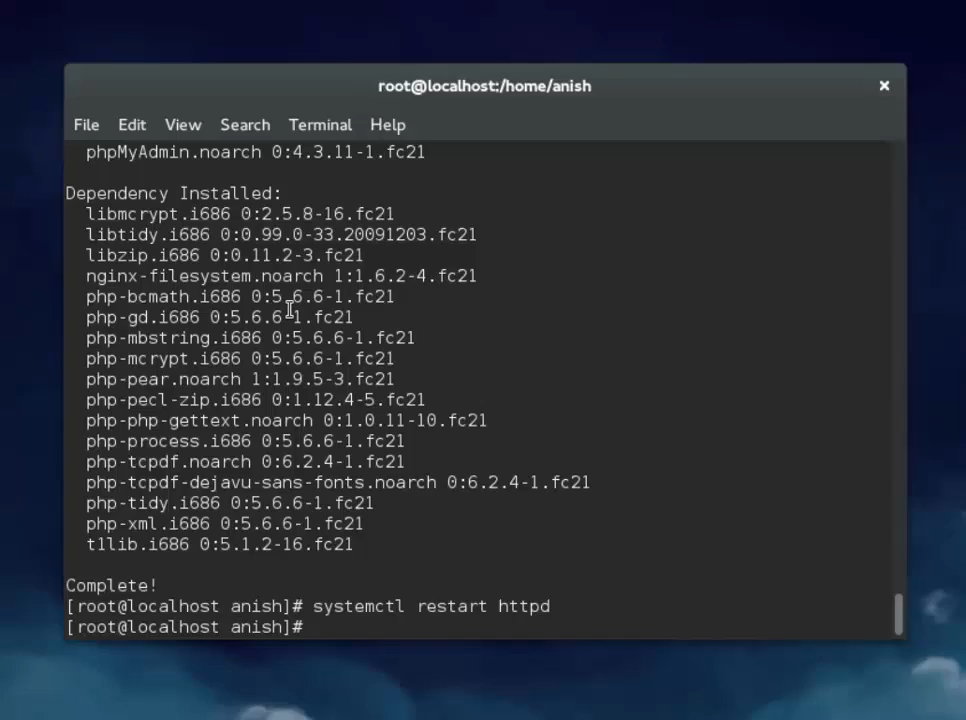 root@localhost:/home/anish ×
File Edit View Search Terminal Help
phpMyAdmin.noarch 0:4.3.11-1.fc21
Dependency Installed:
libmcrypt.i686 0:2.5.8-16.fc21
libtidy.i686 0:0.99.0-33.20091203.fc21
libzip.i686 0:0.11.2-3.fc21
nginx-filesystem.noarch 1:1.6.2-4.fc21
php-bcmath.i686 0:5.6.6-1.fc21
php-gd.i686 0:5.6.6-1.fc21
php-mbstring.i686 0:5.6.6-1.fc21
php-mcrypt.i686 0:5.6.6-1.fc21
php-pear.noarch 1:1.9.5-3.fc21
php-pecl-zip.i686 0:1.12.4-5.fc21
php-php-gettext.noarch 0:1.0.11-10.fc21
php-process.i686 0:5.6.6-1.fc21
php-tcpdf.noarch 0:6.2.4-1.fc21
php-tcpdf-dejavu-sans-fonts.noarch 0:6.2.4-1.fc21
php-tidy.i686 0:5.6.6-1.fc21
php-xml.i686 0:5.6.6-1.fc21
t1lib.i686 0:5.1.2-16.fc21
Complete!
[root@localhost anish]# systemctl restart httpd
[root@localhost anish]#